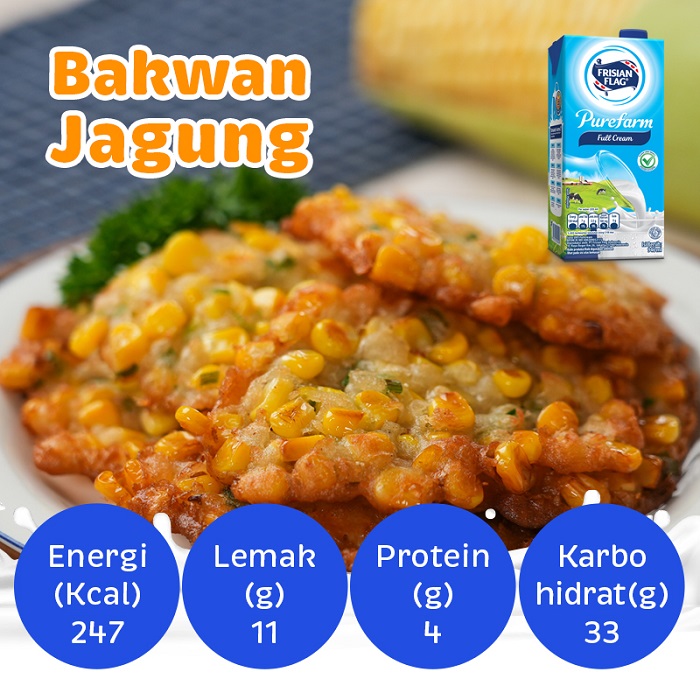 Bakwan
Jagung
FRISIAN
FLAG
Purefarm
Full Cream
Energi
(Kcal)
247
Lemak
(g)
11
Protein
(g)
4
Karbo
hidrat(g)
33